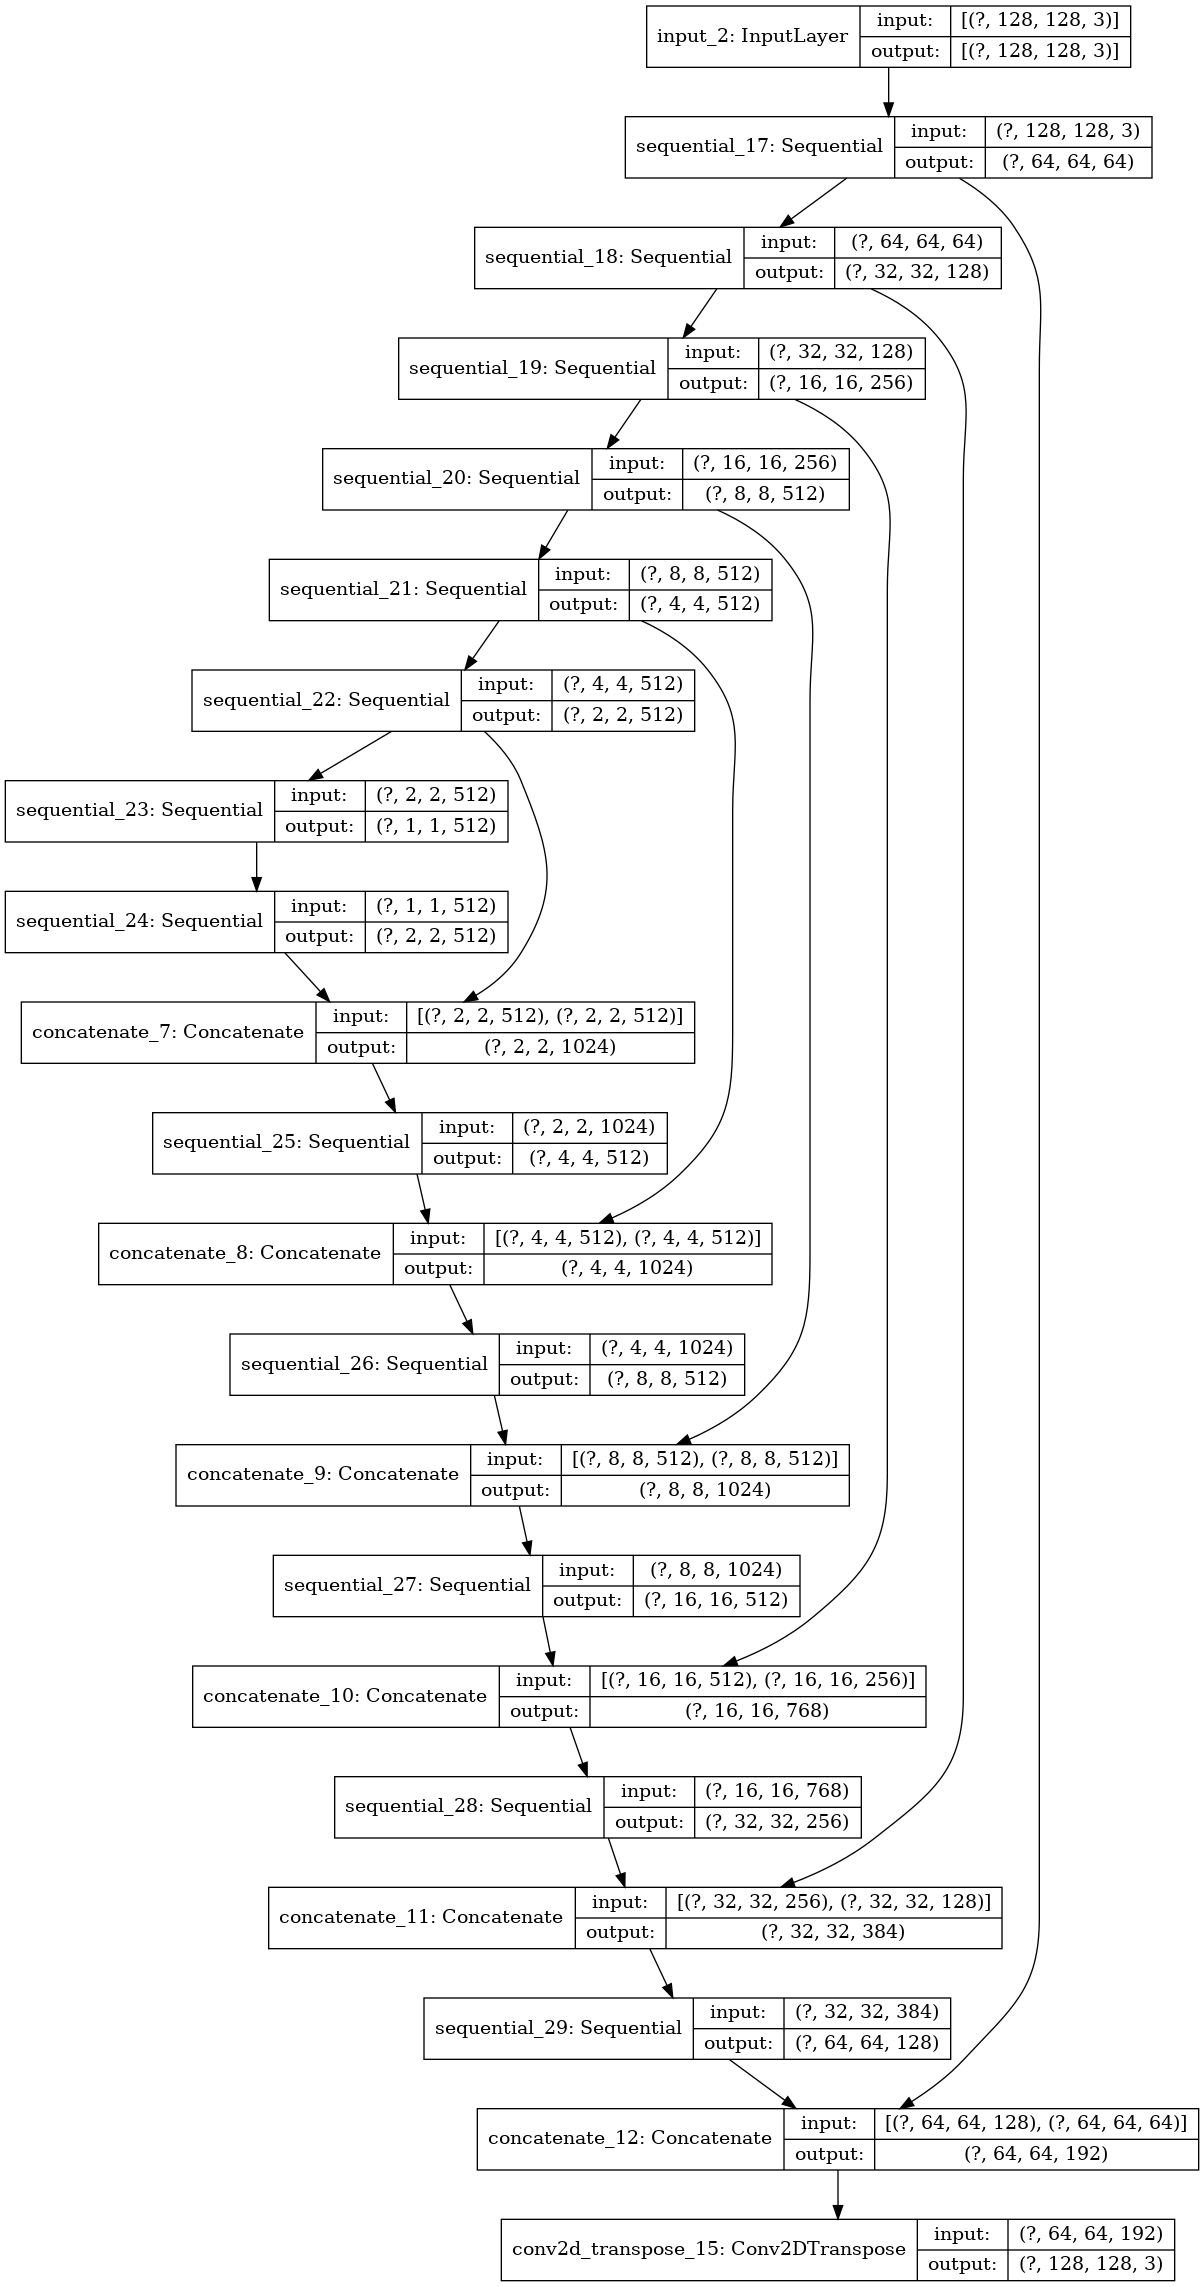 input_2: InputLayer
input: [(?, 128, 128, 3)]
output: [(?, 128, 128, 3)]
sequential_17: Sequential
input: (?, 128, 128, 3)
output: (?, 64, 64, 64)
sequential_18: Sequential
input: (?, 64, 64, 64)
output: (?, 32, 32, 128)
sequential_19: Sequential
input: (?, 32, 32, 128)
output: (?, 16, 16, 256)
sequential_20: Sequential
input: (?, 16, 16, 256)
output: (?, 8, 8, 512)
sequential_21: Sequential
input: (?, 8, 8, 512)
output: (?, 4, 4, 512)
sequential_22: Sequential
input: (?, 4, 4, 512)
output: (?, 2, 2, 512)
sequential_23: Sequential
input: (?, 2, 2, 512)
output: (?, 1, 1, 512)
sequential_24: Sequential
input: (?, 1, 1, 512)
output: (?, 2, 2, 512)
concatenate_7: Concatenate
input: [(?, 2, 2, 512), (?, 2, 2, 512)]
output: (?, 2, 2, 1024)
sequential_25: Sequential
input: (?, 2, 2, 1024)
output: (?, 4, 4, 512)
concatenate_8: Concatenate
input: [(?, 4, 4, 512), (?, 4, 4, 512)]
output: (?, 4, 4, 1024)
sequential_26: Sequential
input: (?, 4, 4, 1024)
output: (?, 8, 8, 512)
concatenate_9: Concatenate
input: [(?, 8, 8, 512), (?, 8, 8, 512)]
output: (?, 8, 8, 1024)
sequential_27: Sequential
input: (?, 8, 8, 1024)
output: (?, 16, 16, 512)
concatenate_10: Concatenate
input: [(?, 16, 16, 512), (?, 16, 16, 256)]
output: (?, 16, 16, 768)
sequential_28: Sequential
input: (?, 16, 16, 768)
output: (?, 32, 32, 256)
concatenate_11: Concatenate
input: [(?, 32, 32, 256), (?, 32, 32, 128)]
output: (?, 32, 32, 384)
sequential_29: Sequential
input: (?, 32, 32, 384)
output: (?, 64, 64, 128)
concatenate_12: Concatenate
input: [(?, 64, 64, 128), (?, 64, 64, 64)]
output: (?, 64, 64, 192)
conv2d_transpose_15: Conv2DTranspose
input: (?, 64, 64, 192)
output: (?, 128, 128, 3)